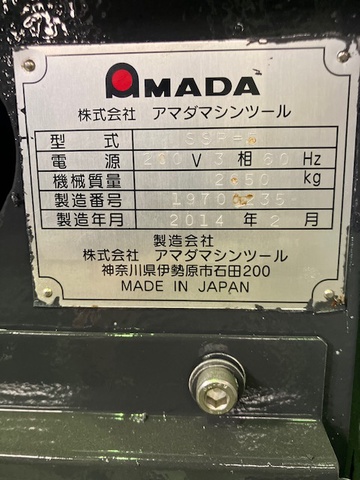 AMADA
株式会社 アマダマシンツール
型式
電源 230 V 3 相 60 Hz
機械質量 2650 kg
製造番号
製造年月 2014 年 2 月
製造会社
株式会社 アマダマシンツール
神奈川県伊勢原市石田200
MADE IN JAPAN